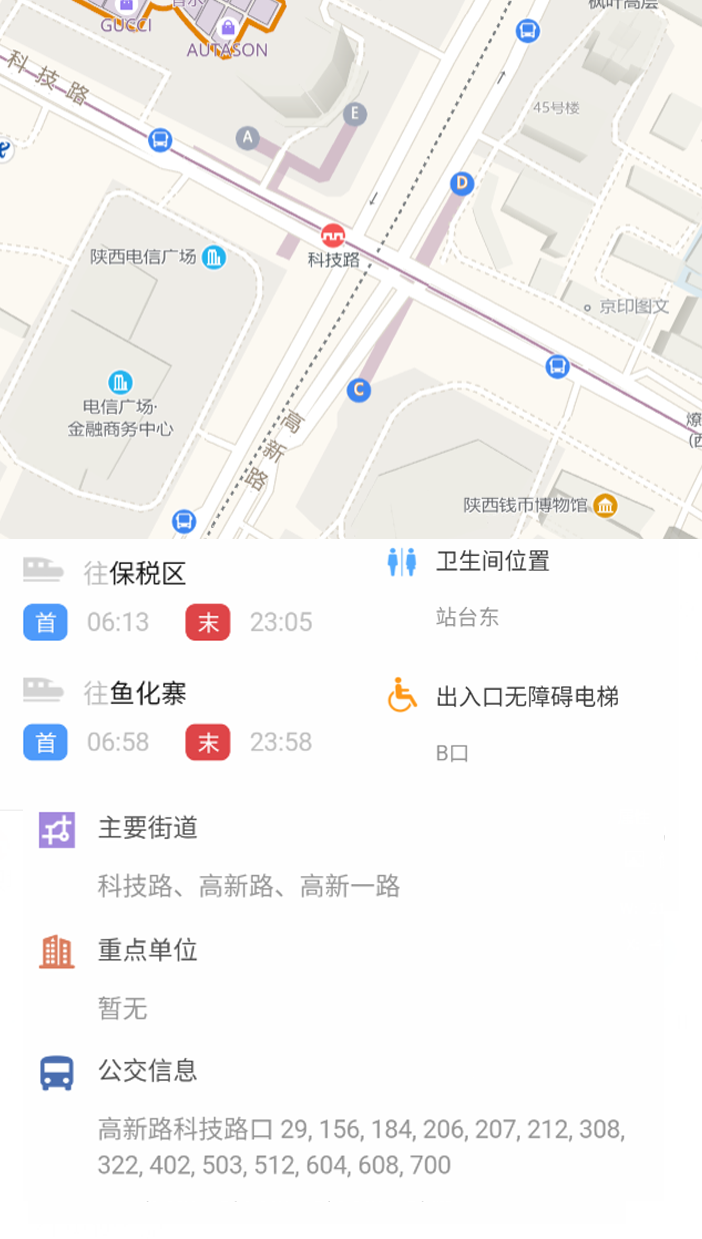 枫叶高层
GUCCI
AUTASON
科技路
45号楼
E
A
D
陕西电信广场
科技路
京印图文
C
电信广场·
金融商务中心
高新路
陕西钱币博物馆
往保税区
首 06:13 末 23:05
卫生间位置
站台东
往鱼化寨
首 06:58 末 23:58
出入口无障碍电梯
B口
主要街道
科技路、高新路、高新一路
重点单位
暂无
公交信息
高新路科技路口 29, 156, 184, 206, 207, 212, 308,
322, 402, 503, 512, 604, 608, 700